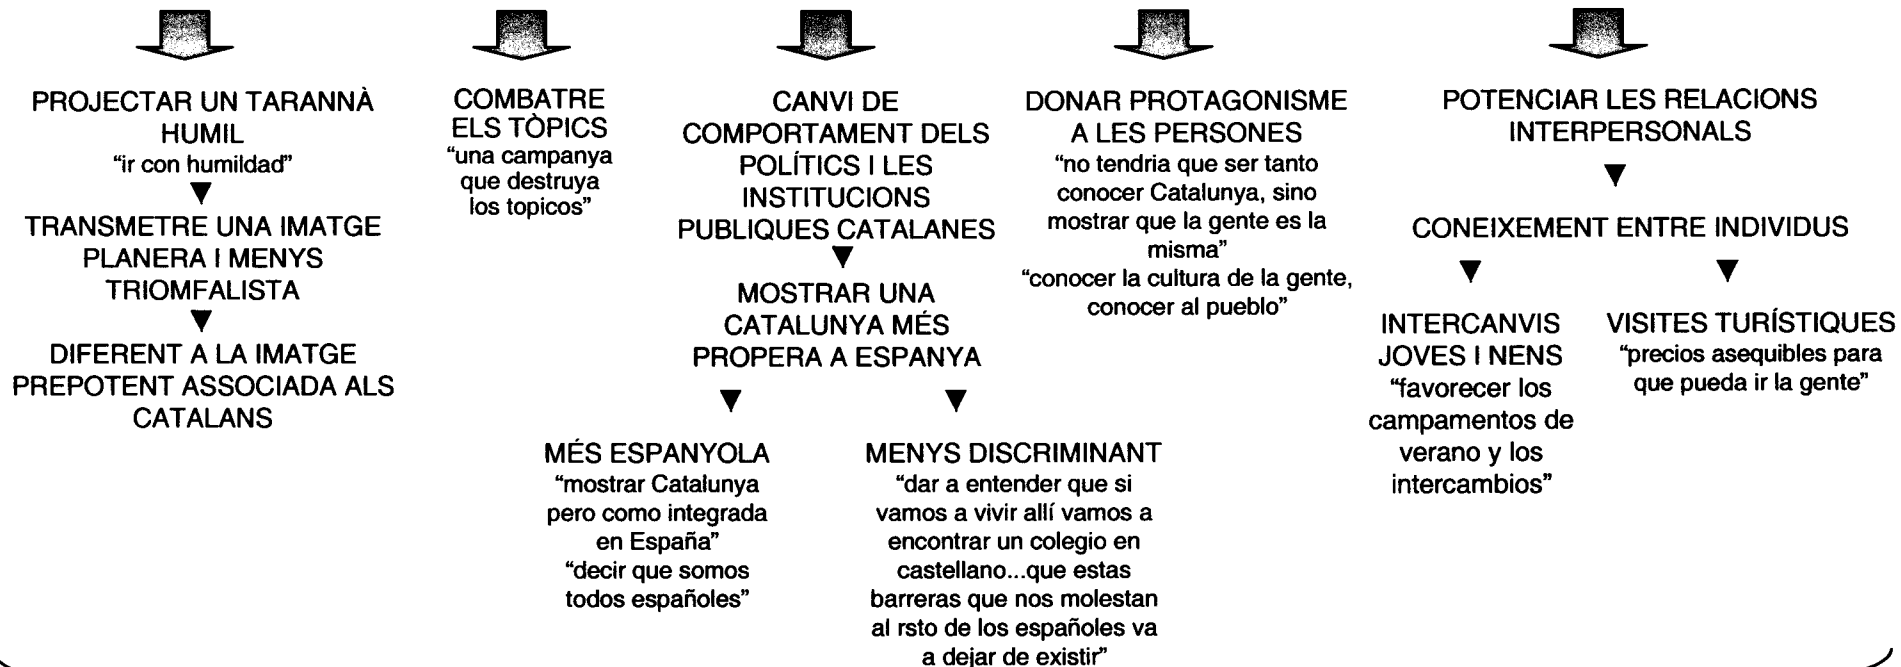 PROJECTAR UN TARANNÀ
HUMIL
“ir con humildad”
TRANSMETRE UNA IMATGE
PLANERA I MENYS
TRIOMFALISTA
DIFERENT A LA IMATGE
PREPOTENT ASSOCIADA ALS
CATALANS
COMBATRE
ELS TÒPICS
“una campanya
que destruya
los topicos”
CANVI DE
COMPORTAMENT DELS
POLÍTICS I LES
INSTITUCIONS
PUBLIQUES CATALANES
MOSTRAR UNA
CATALUNYA MÉS
PROPERA A ESPANYA
MÉS ESPANYOLA
“mostrar Catalunya
pero como integrada
en España”
“decir que somos
todos españoles”
MENYS DISCRIMINANT
“dar a entender que si
vamos a vivir allí vamos a
encontrar un colegio en
castellano...que estas
barreras que nos molestan
al rsto de los españoles va
a dejar de existir”
DONAR PROTAGONISME
A LES PERSONES
“no tendria que ser tanto
conocer Catalunya, sino
mostrar que la gente es la
misma”
“conocer la cultura de la gente,
conocer al pueblo”
POTENCIAR LES RELACIONS
INTERPERSONALS
CONEIXEMENT ENTRE INDIVIDUS
INTERCANVIS
JOVES I NENS
“favorecer los
campamentos de
verano y los
intercambios”
VISITES TURÍSTIQUES
“precios asequibles para
que pueda ir la gente”